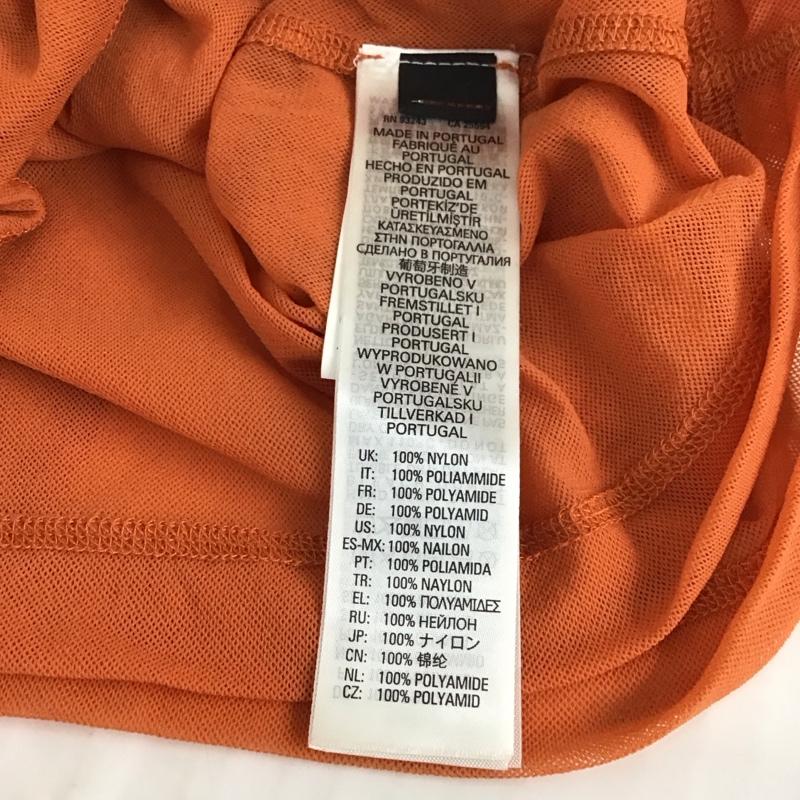 RN 93243 CA 25094
MADE IN PORTUGAL
FABRIQUÉ AU
PORTUGAL
HECHO EN PORTUGAL
PRODUZIDO EM
PORTUGAL
PORTEKİZ'DE
ÜRETİLMİŞTİR
ΚΑΤΑΣΚΕΥΑΣΜΕΝΟ
ΣΤΗΝ ΠΟΡΤΟΓΑΛΛΙΑ
СДЕЛАНО В ПОРТУГАЛИЯ
葡萄牙制造
VYROBENO V
PORTUGALSKU
FREMSTILLET I
PORTUGAL
PRODUSERT I
PORTUGAL
WYPRODUKOWANO
W PORTUGALII
VYROBENÉ V
PORTUGALSKU
TILLVERKAD I
PORTUGAL
UK: 100% NYLON
IT: 100% POLIAMMIDE
FR: 100% POLYAMIDE
DE: 100% POLYAMID
US: 100% NYLON
ES-MX: 100% NAILON
PT: 100% POLIAMIDA
TR: 100% NAYLON
EL: 100% ΠΟΛΥΑΜΙΔΕΣ
RU: 100% НЕЙЛОН
JP: 100% ナイロン
CN: 100% 锦纶
NL: 100% POLYAMIDE
CZ: 100% POLYAMID